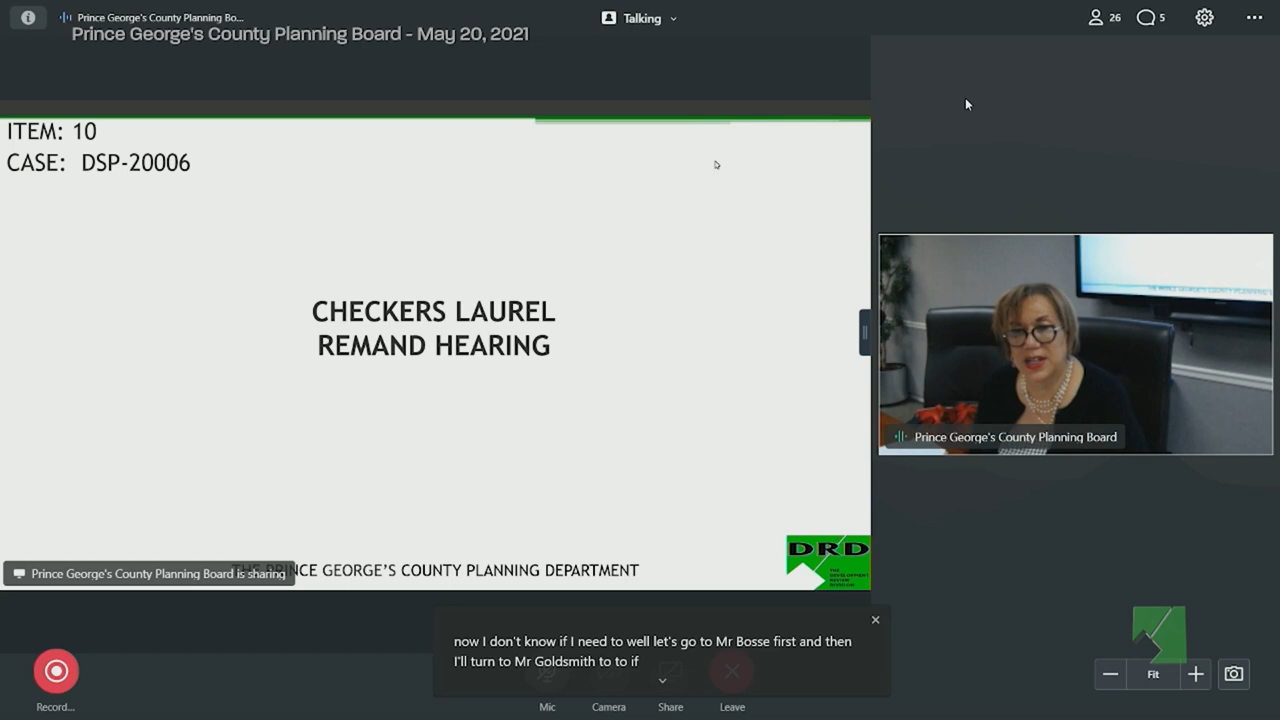 Prince George's County Planning Bo...
Talking
26
5
Prince George's County Planning Board - May 20, 2021
ITEM: 10
CASE: DSP-20006
CHECKERS LAUREL
REMAND HEARING
Prince George's County Planning Board
DRD
Prince George's County Planning Board is sharing
PRINCE GEORGE'S COUNTY PLANNING DEPARTMENT
now I don't know if I need to well let's go to Mr Bosse first and then
I'll turn to Mr Goldsmith to to if
Fit
Record...
Mic
Camera
Share
Leave